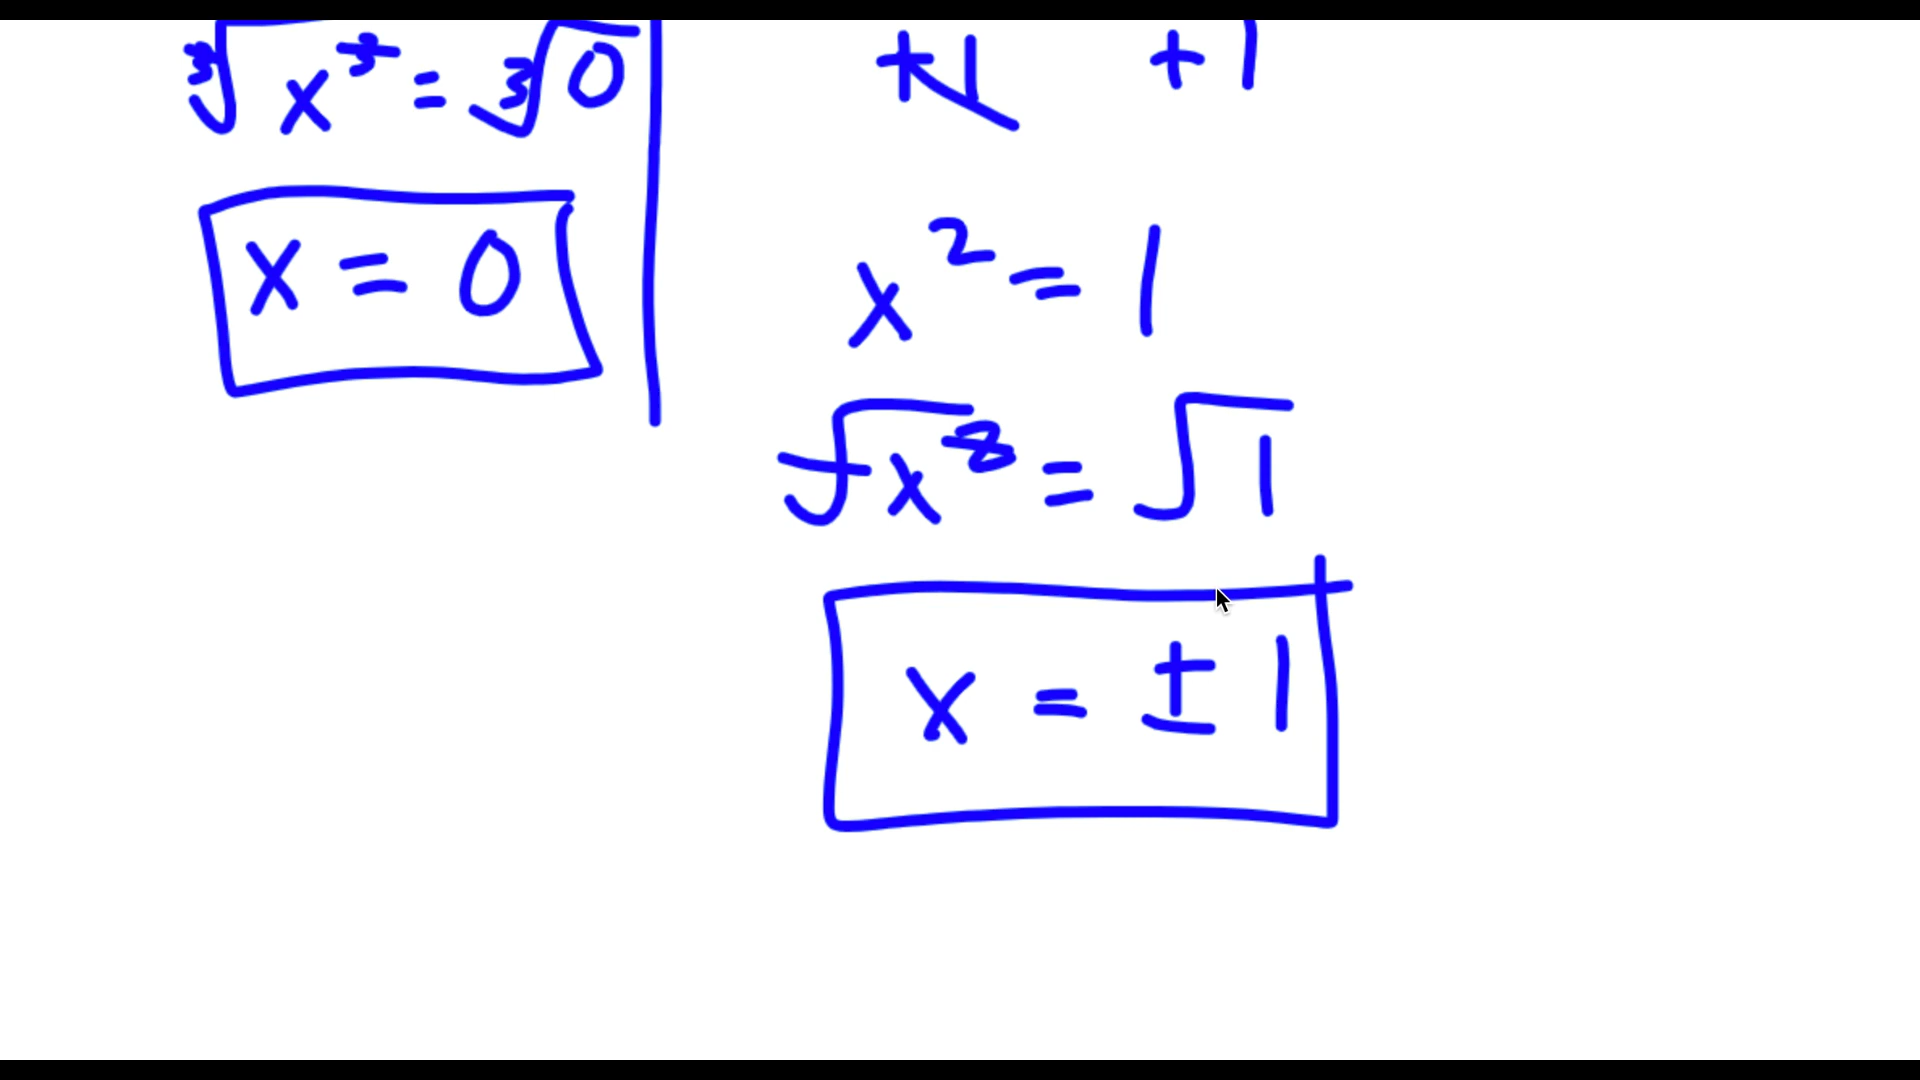 ∛x³ = ∛0
x = 0
+1 +1
x² = 1
√x² = √1
x = ± 1